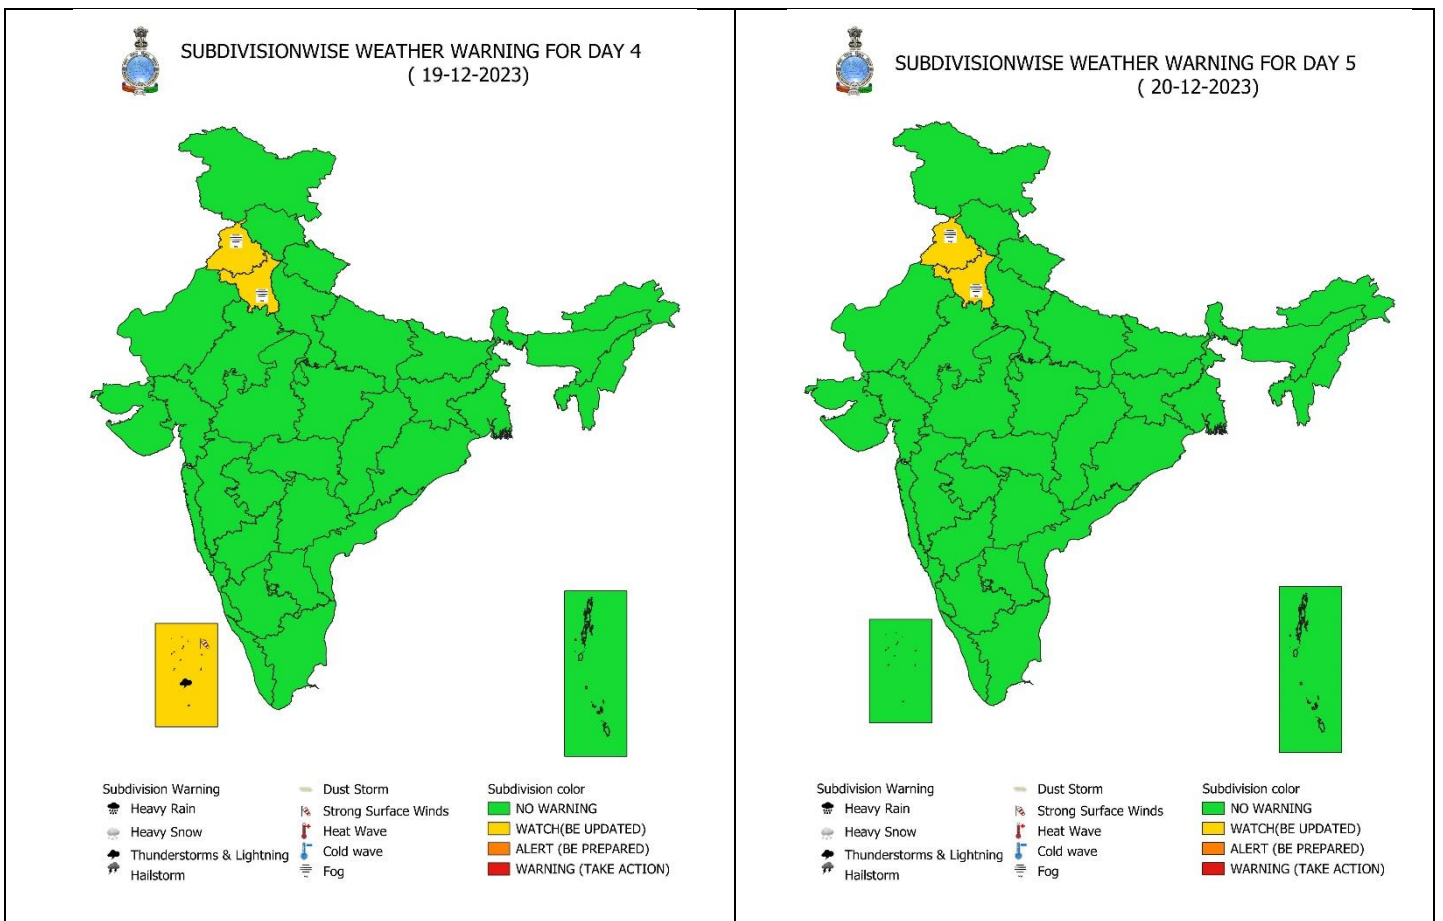 SUBDIVISIONWISE WEATHER WARNING FOR DAY 4
( 19-12-2023)
Subdivision Warning
Heavy Rain
Heavy Snow
Thunderstorms & Lightning
Hailstorm
Dust Storm
Strong Surface Winds
Heat Wave
Cold wave
Fog
Subdivision color
NO WARNING
WATCH(BE UPDATED)
ALERT (BE PREPARED)
WARNING (TAKE ACTION)
SUBDIVISIONWISE WEATHER WARNING FOR DAY 5
( 20-12-2023)
Subdivision Warning
Heavy Rain
Heavy Snow
Thunderstorms & Lightning
Hailstorm
Dust Storm
Strong Surface Winds
Heat Wave
Cold wave
Fog
Subdivision color
NO WARNING
WATCH(BE UPDATED)
ALERT (BE PREPARED)
WARNING (TAKE ACTION)